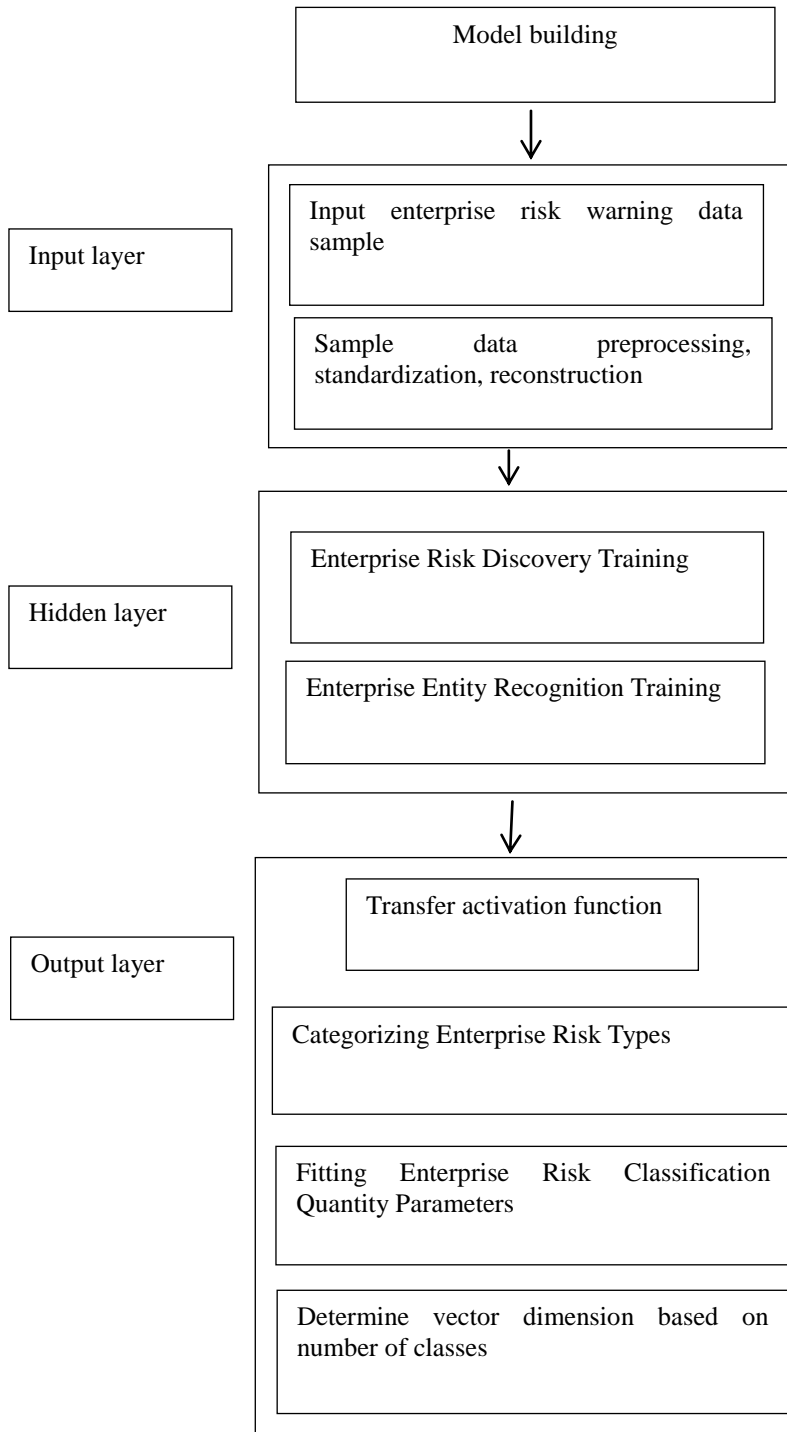 Model building
Input enterprise risk warning data
sample
Input layer
Sample data preprocessing,
standardization, reconstruction
Enterprise Risk Discovery Training
Hidden layer
Enterprise Entity Recognition Training
Transfer activation function
Output layer
Categorizing Enterprise Risk Types
Fitting Enterprise Risk Classification
Quantity Parameters
Determine vector dimension based on
number of classes